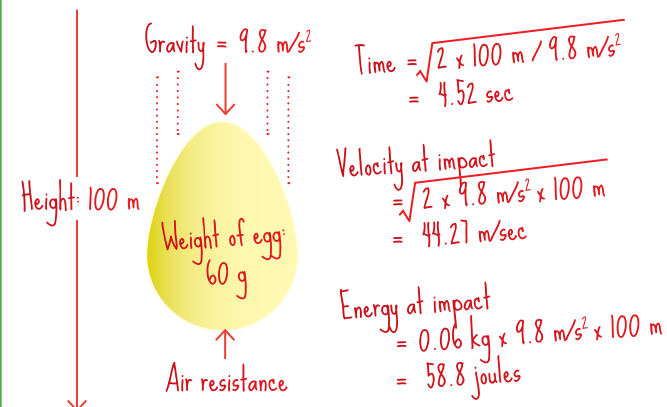 Gravity = 9.8 m/s²
Height: 100 m
Weight of egg:
60 g
Air resistance
Time = √2 x 100 m / 9.8 m/s²
= 4.52 sec
Velocity at impact
= √2 x 9.8 m/s² x 100 m
= 44.27 m/sec
Energy at impact
= 0.06 kg x 9.8 m/s² x 100 m
= 58.8 joules